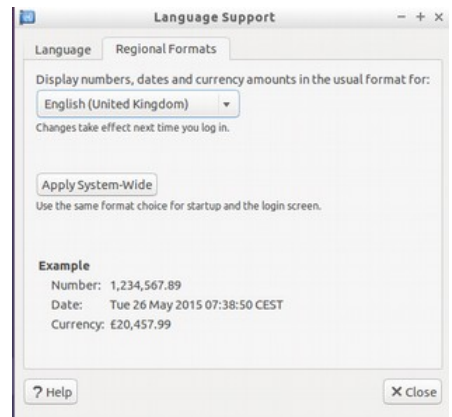 Language Support
Language
Regional Formats
Display numbers, dates and currency amounts in the usual format for:
English (United Kingdom)
Changes take effect next time you log in.
Apply System-Wide
Use the same format choice for startup and the login screen.
Example
Number: 1,234,567.89
Date: Tue 26 May 2015 07:38:50 CEST
Currency: £20,457.99
? Help
Close